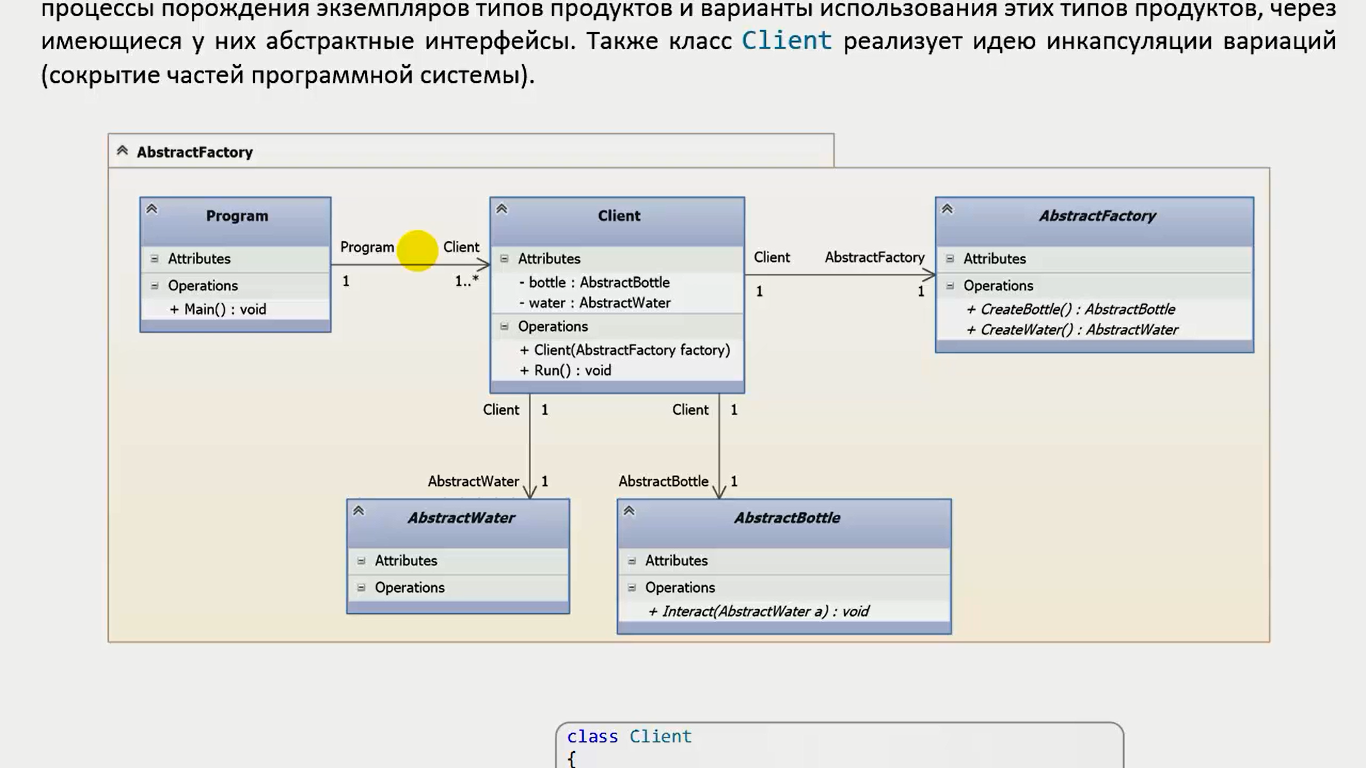 процессы порождения экземпляров типов продуктов и варианты использования этих типов продуктов, через
имеющиеся у них абстрактные интерфейсы. Также класс Client реализует идею инкапсуляции вариаций
(сокрытие частей программной системы).
AbstractFactory
Program
Attributes
Operations
+ Main() : void
Program
Client
1
1..*
Client
Attributes
- bottle : AbstractBottle
- water : AbstractWater
Operations
+ Client(AbstractFactory factory)
+ Run() : void
Client
AbstractFactory
1
1
AbstractFactory
Attributes
Operations
+ CreateBottle() : AbstractBottle
+ CreateWater() : AbstractWater
Client
1
Client
1
AbstractWater
1
AbstractBottle
1
AbstractWater
Attributes
Operations
AbstractBottle
Attributes
Operations
+ Interact(AbstractWater a) : void
class Client
{